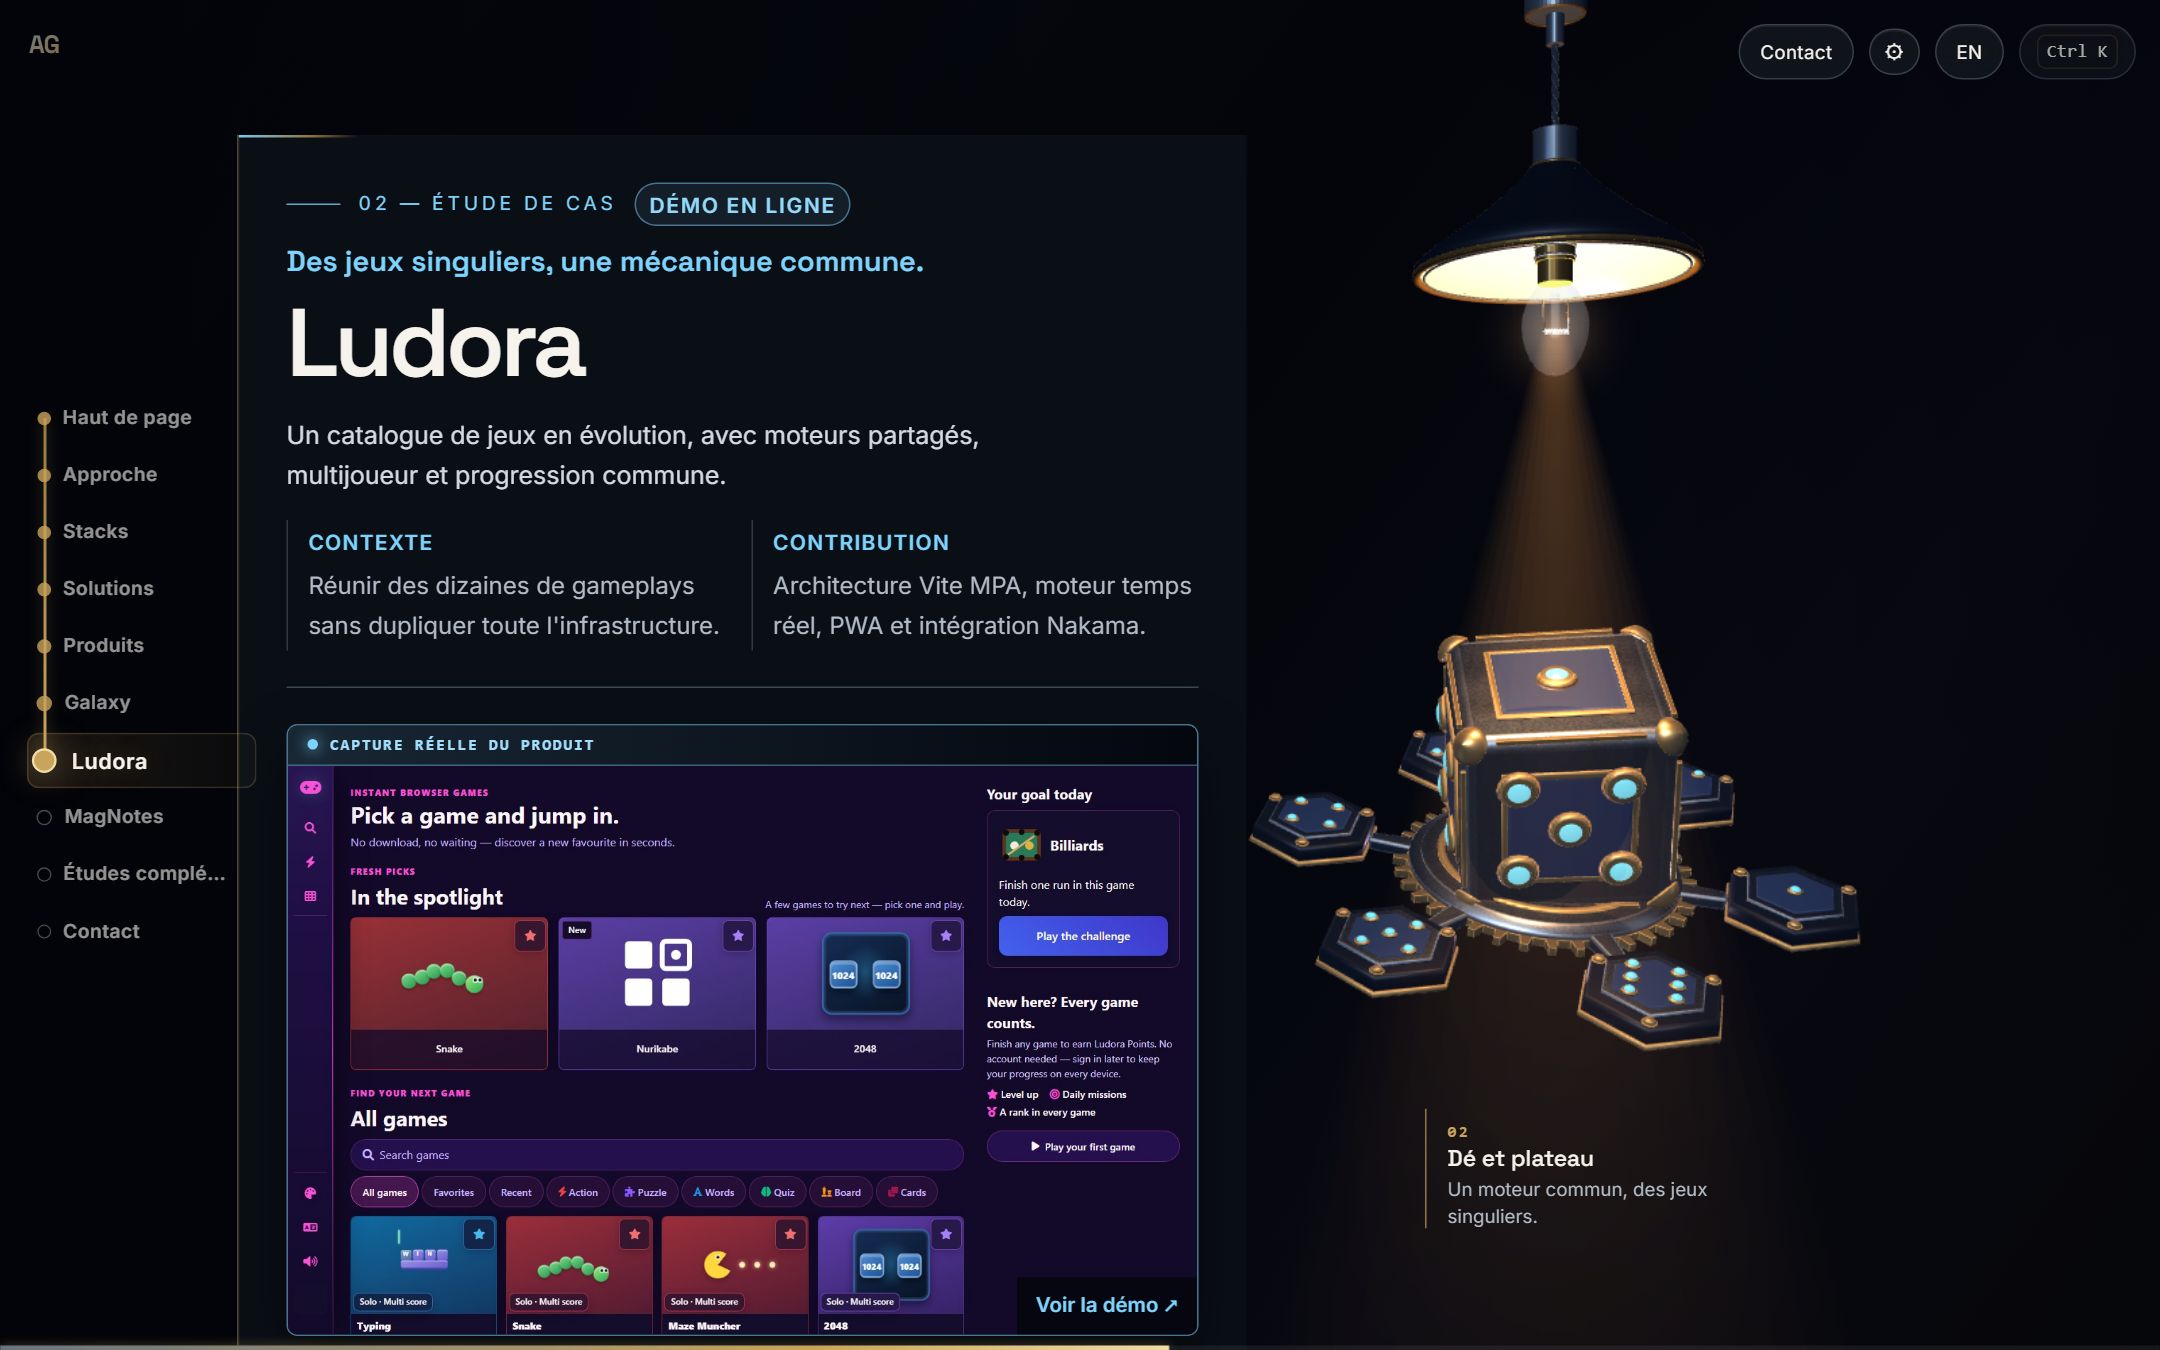 AG
Contact
EN
Ctrl K
Haut de page
Approche
Stacks
Solutions
Produits
Galaxy
Ludora
MagNotes
Études complé...
Contact
02 — ÉTUDE DE CAS
DÉMO EN LIGNE
Des jeux singuliers, une mécanique commune.
Ludora
Un catalogue de jeux en évolution, avec moteurs partagés,
multijoueur et progression commune.
CONTEXTE
Réunir des dizaines de gameplays
sans dupliquer toute l'infrastructure.
CONTRIBUTION
Architecture Vite MPA, moteur temps
réel, PWA et intégration Nakama.
CAPTURE RÉELLE DU PRODUIT
INSTANT BROWSER GAMES
Pick a game and jump in.
No download, no waiting — discover a new favourite in seconds.
FRESH PICKS
In the spotlight
A few games to try next — pick one and play.
Snake
New
Nurikabe
1024 1024
2048
FIND YOUR NEXT GAME
All games
Search games
All games
Favorites
Recent
Action
Puzzle
Words
Quiz
Board
Cards
W I N
Solo · Multi score
Typing
Solo · Multi score
Snake
Solo · Multi score
Maze Muncher
1024 1024
Solo · Multi score
2048
Your goal today
Billiards
Finish one run in this game
today.
Play the challenge
New here? Every game
counts.
Finish any game to earn Ludora Points. No
account needed — sign in later to keep
your progress on every device.
Level up
Daily missions
A rank in every game
Play your first game
Voir la démo ↗
02
Dé et plateau
Un moteur commun, des jeux
singuliers.